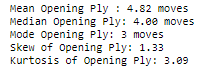 Mean Opening Ply : 4.82 moves
Median Opening Ply: 4.00 moves
Mode Opening Ply: 3 moves
Skew of Opening Ply: 1.33
Kurtosis of Opening Ply: 3.09